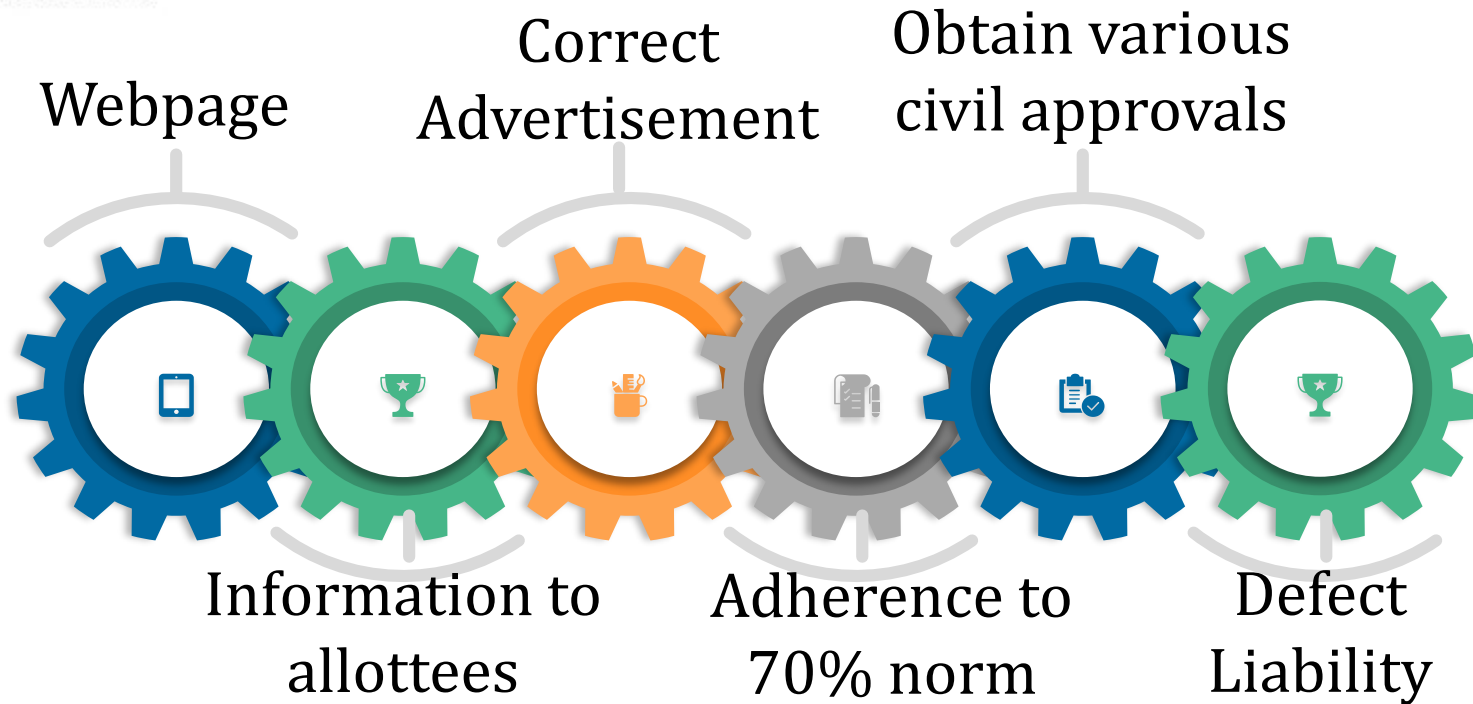 Webpage
Correct
Advertisement
Obtain various
civil approvals
Information to
allottees
Adherence to
70% norm
Defect
Liability